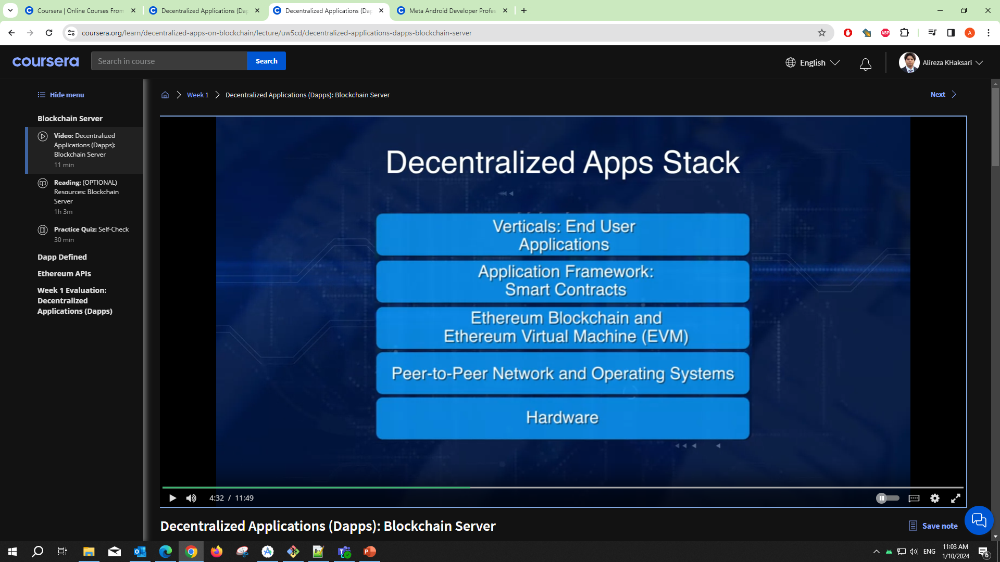 Coursera | Online Courses From
Decentralized Applications (Dap
Decentralized Applications (Dap
Meta Android Developer Profes
coursera.org/learn/decentralized-apps-on-blockchain/lecture/uw5cd/decentralized-applications-dapps-blockchain-server
ABP
A
coursera
Search in course
Search
English
Alireza KHaksari
Hide menu
Week 1
Decentralized Applications (Dapps): Blockchain Server
Next
Blockchain Server
Video: Decentralized
Applications (Dapps):
Blockchain Server
11 min
Reading: (OPTIONAL)
Resources: Blockchain
Server
1h 3m
Practice Quiz: Self-Check
30 min
Dapp Defined
Ethereum APIs
Week 1 Evaluation:
Decentralized
Applications (Dapps)
Decentralized Apps Stack
Verticals: End User
Applications
Application Framework:
Smart Contracts
Ethereum Blockchain and
Ethereum Virtual Machine (EVM)
Peer-to-Peer Network and Operating Systems
Hardware
4:32 / 11:49
Decentralized Applications (Dapps): Blockchain Server
Save note
ENG
11:03 AM
1/10/2024
6